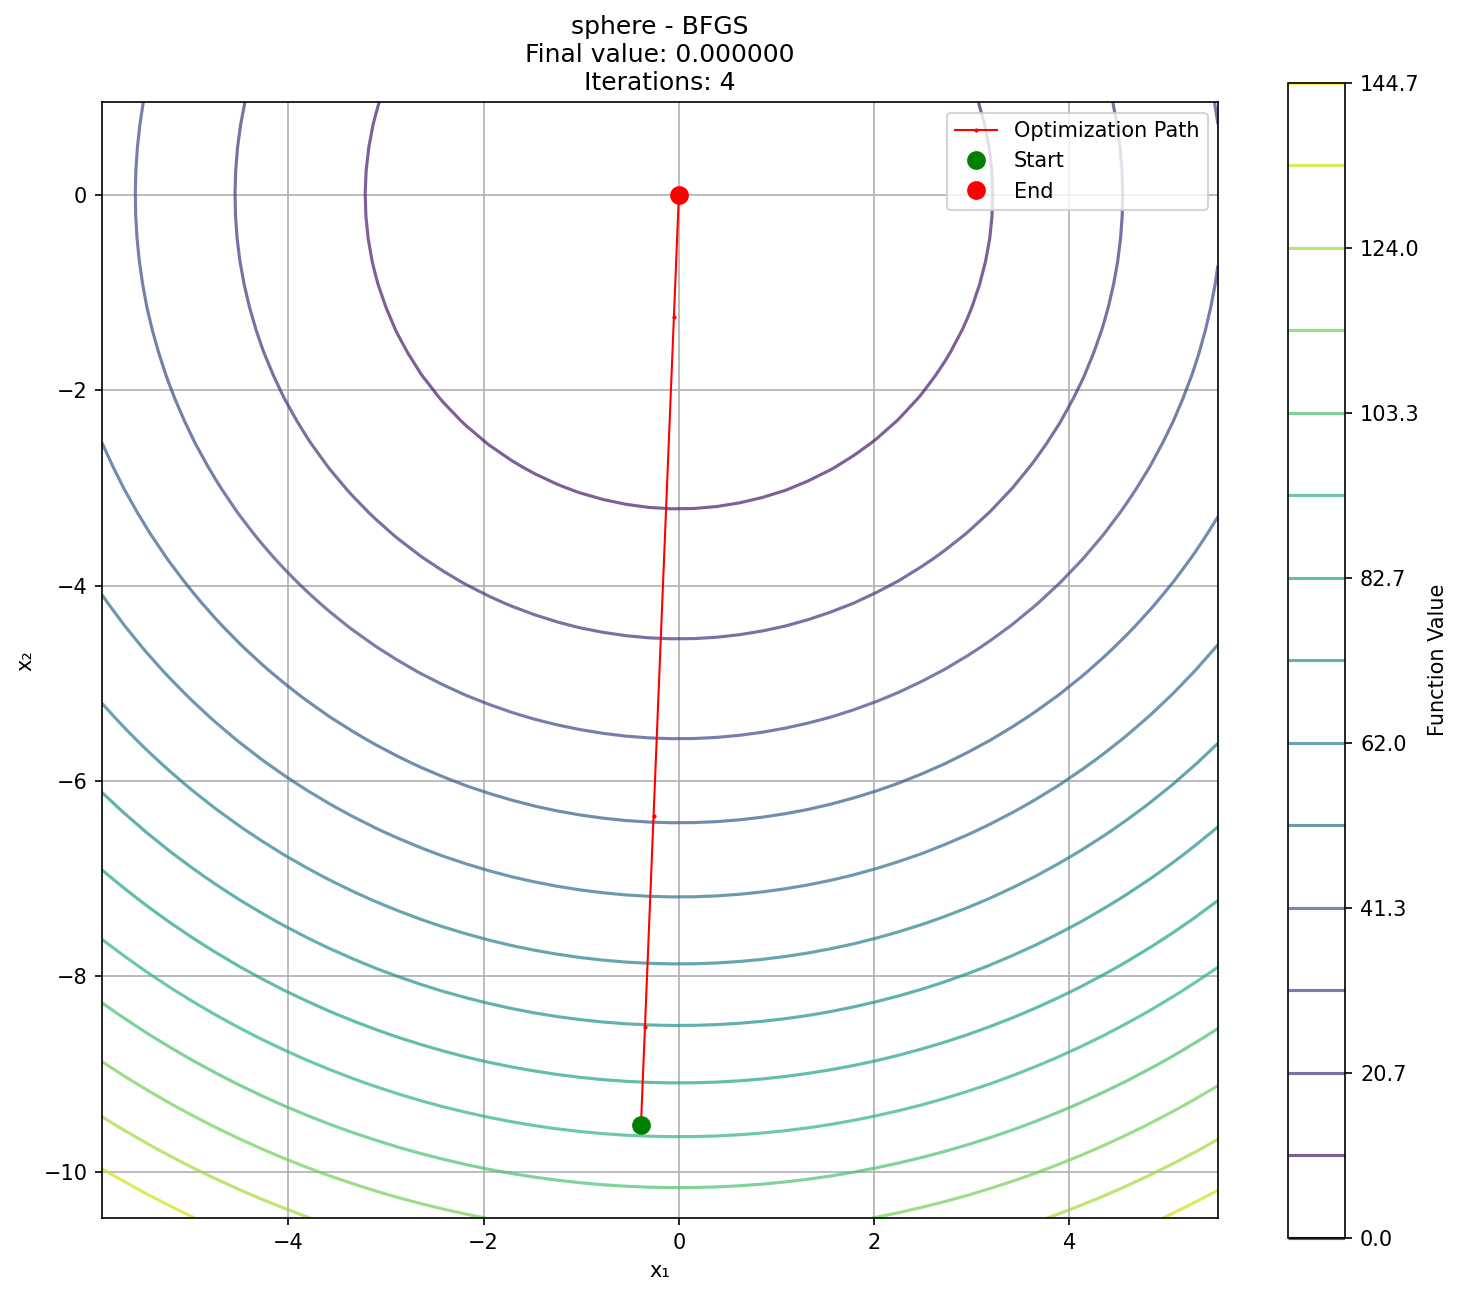 sphere - BFGS
Final value: 0.000000
Iterations: 4
Optimization Path
Start
End
0
−2
−4
−6
−8
−10
x₂
−4
−2
0
2
4
x₁
144.7
124.0
103.3
82.7
62.0
41.3
20.7
0.0
Function Value